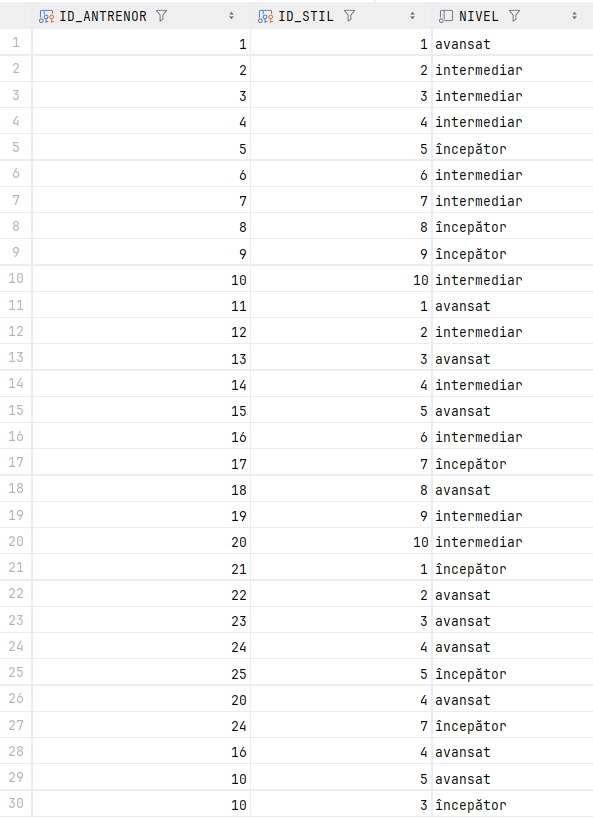 ID_ANTRENOR ID_STIL NIVEL
1 1 1 avansat
2 2 2 intermediar
3 3 3 intermediar
4 4 4 intermediar
5 5 5 începător
6 6 6 intermediar
7 7 7 intermediar
8 8 8 începător
9 9 9 începător
10 10 10 intermediar
11 11 1 avansat
12 12 2 intermediar
13 13 3 avansat
14 14 4 intermediar
15 15 5 avansat
16 16 6 intermediar
17 17 7 începător
18 18 8 avansat
19 19 9 intermediar
20 20 10 intermediar
21 21 1 începător
22 22 2 avansat
23 23 3 avansat
24 24 4 avansat
25 25 5 începător
26 20 4 avansat
27 24 7 începător
28 16 4 avansat
29 10 5 avansat
30 10 3 începător